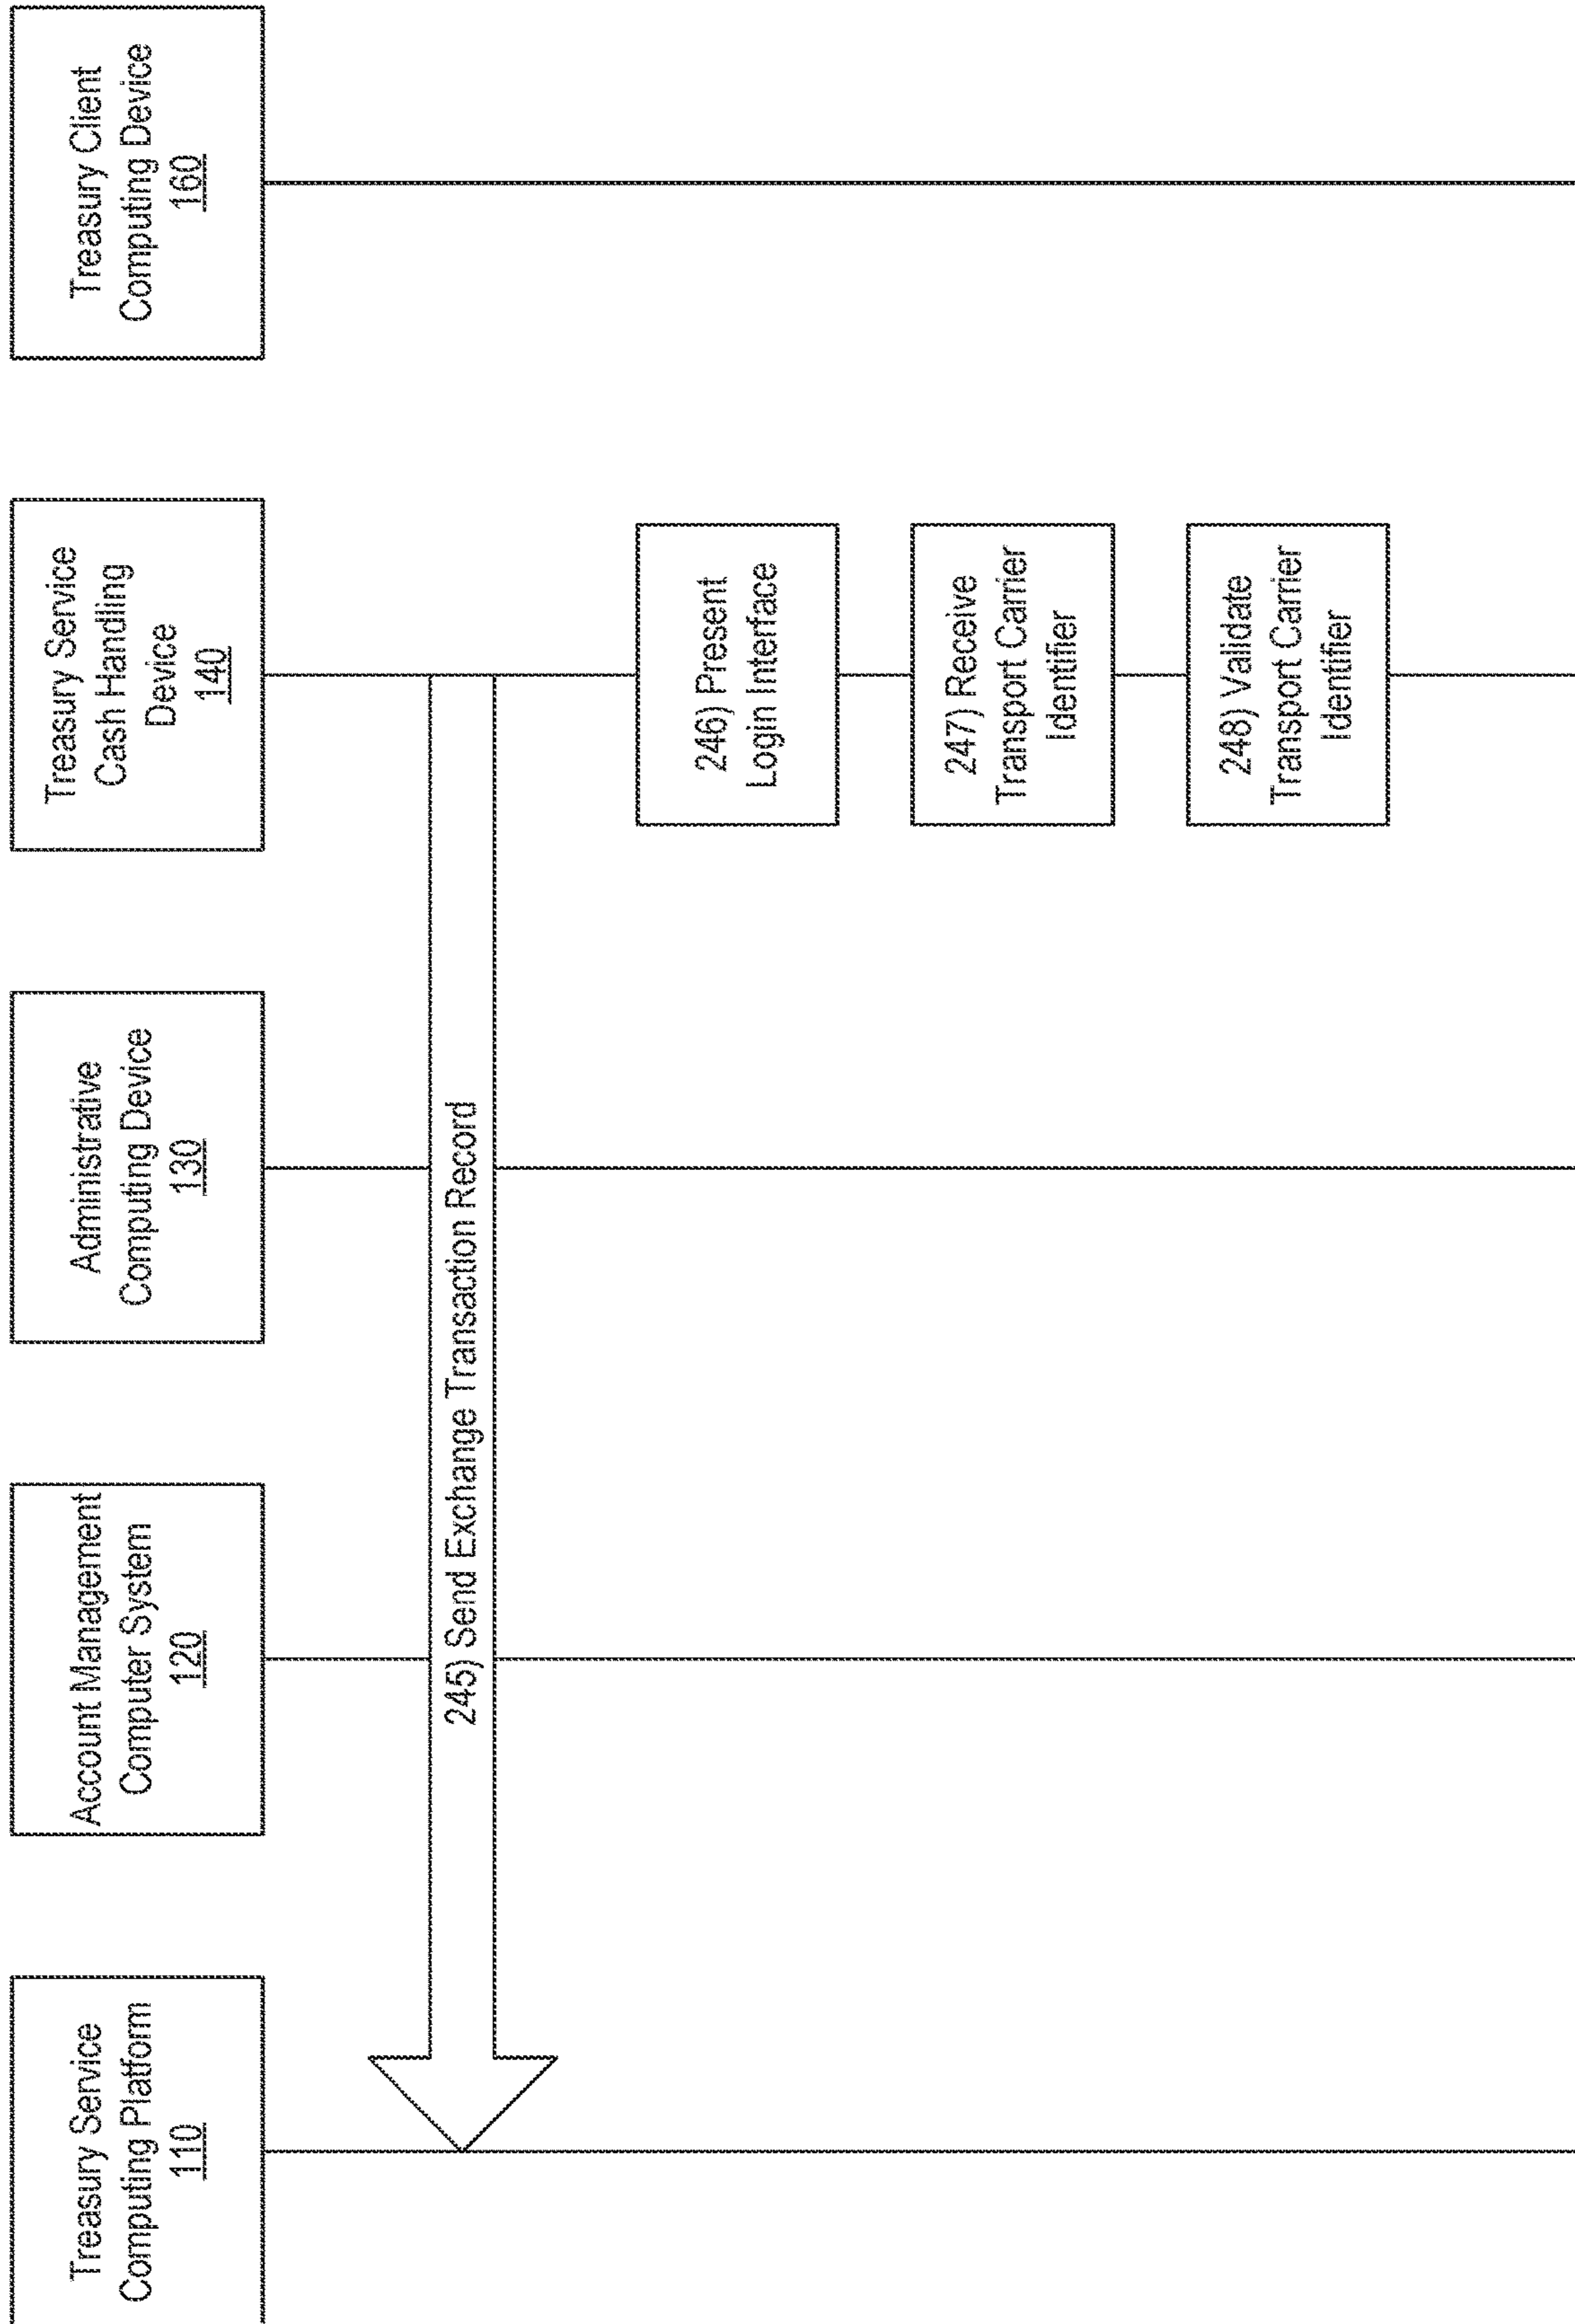 Treasury Service
Computing Platform
110
Account Management
Computer System
120
Administrative
Computing Device
130
Treasury Service
Cash Handling
Device
140
Treasury Client
Computing Device
160
245) Send Exchange Transaction Record
246) Present
Login Interface
247) Receive
Transport Carrier
Identifier
248) Validate
Transport Carrier
Identifier